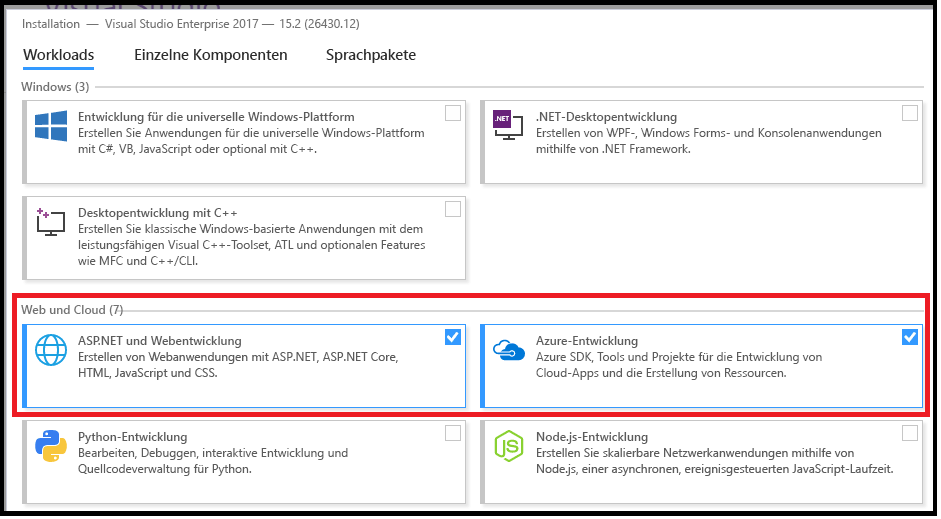 Installation — Visual Studio Enterprise 2017 — 15.2 (26430.12)
Workloads Einzelne Komponenten Sprachpakete
Windows (3)
Entwicklung für die universelle Windows-Plattform
Erstellen Sie Anwendungen für die universelle Windows-Plattform
mit C#, VB, JavaScript oder optional mit C++.
.NET
.NET-Desktopentwicklung
Erstellen von WPF-, Windows Forms- und Konsolenanwendungen
mithilfe von .NET Framework.
Desktopentwicklung mit C++
Erstellen Sie klassische Windows-basierte Anwendungen mit dem
leistungsfähigen Visual C++-Toolset, ATL und optionalen Features
wie MFC und C++/CLI.
Web und Cloud (7)
ASP.NET und Webentwicklung
Erstellen von Webanwendungen mit ASP.NET, ASP.NET Core,
HTML, JavaScript und CSS.
Azure-Entwicklung
Azure SDK, Tools und Projekte für die Entwicklung von
Cloud-Apps und die Erstellung von Ressourcen.
Python-Entwicklung
Bearbeiten, Debuggen, interaktive Entwicklung und
Quellcodeverwaltung für Python.
JS
Node.js-Entwicklung
Erstellen Sie skalierbare Netzwerkanwendungen mithilfe von
Node.js, einer asynchronen, ereignisgesteuerten JavaScript-Laufzeit.